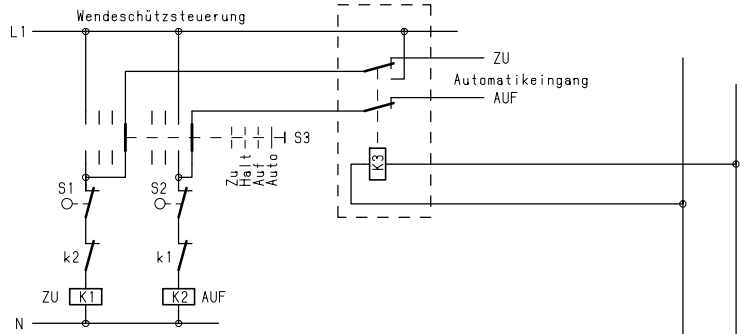 Wendeschützsteuerung
L1
ZU
Automatikeingang
AUF
S3
Zu
Halt
Auf
Auto
K3
S1
S2
k2
k1
ZU K1
K2 AUF
N